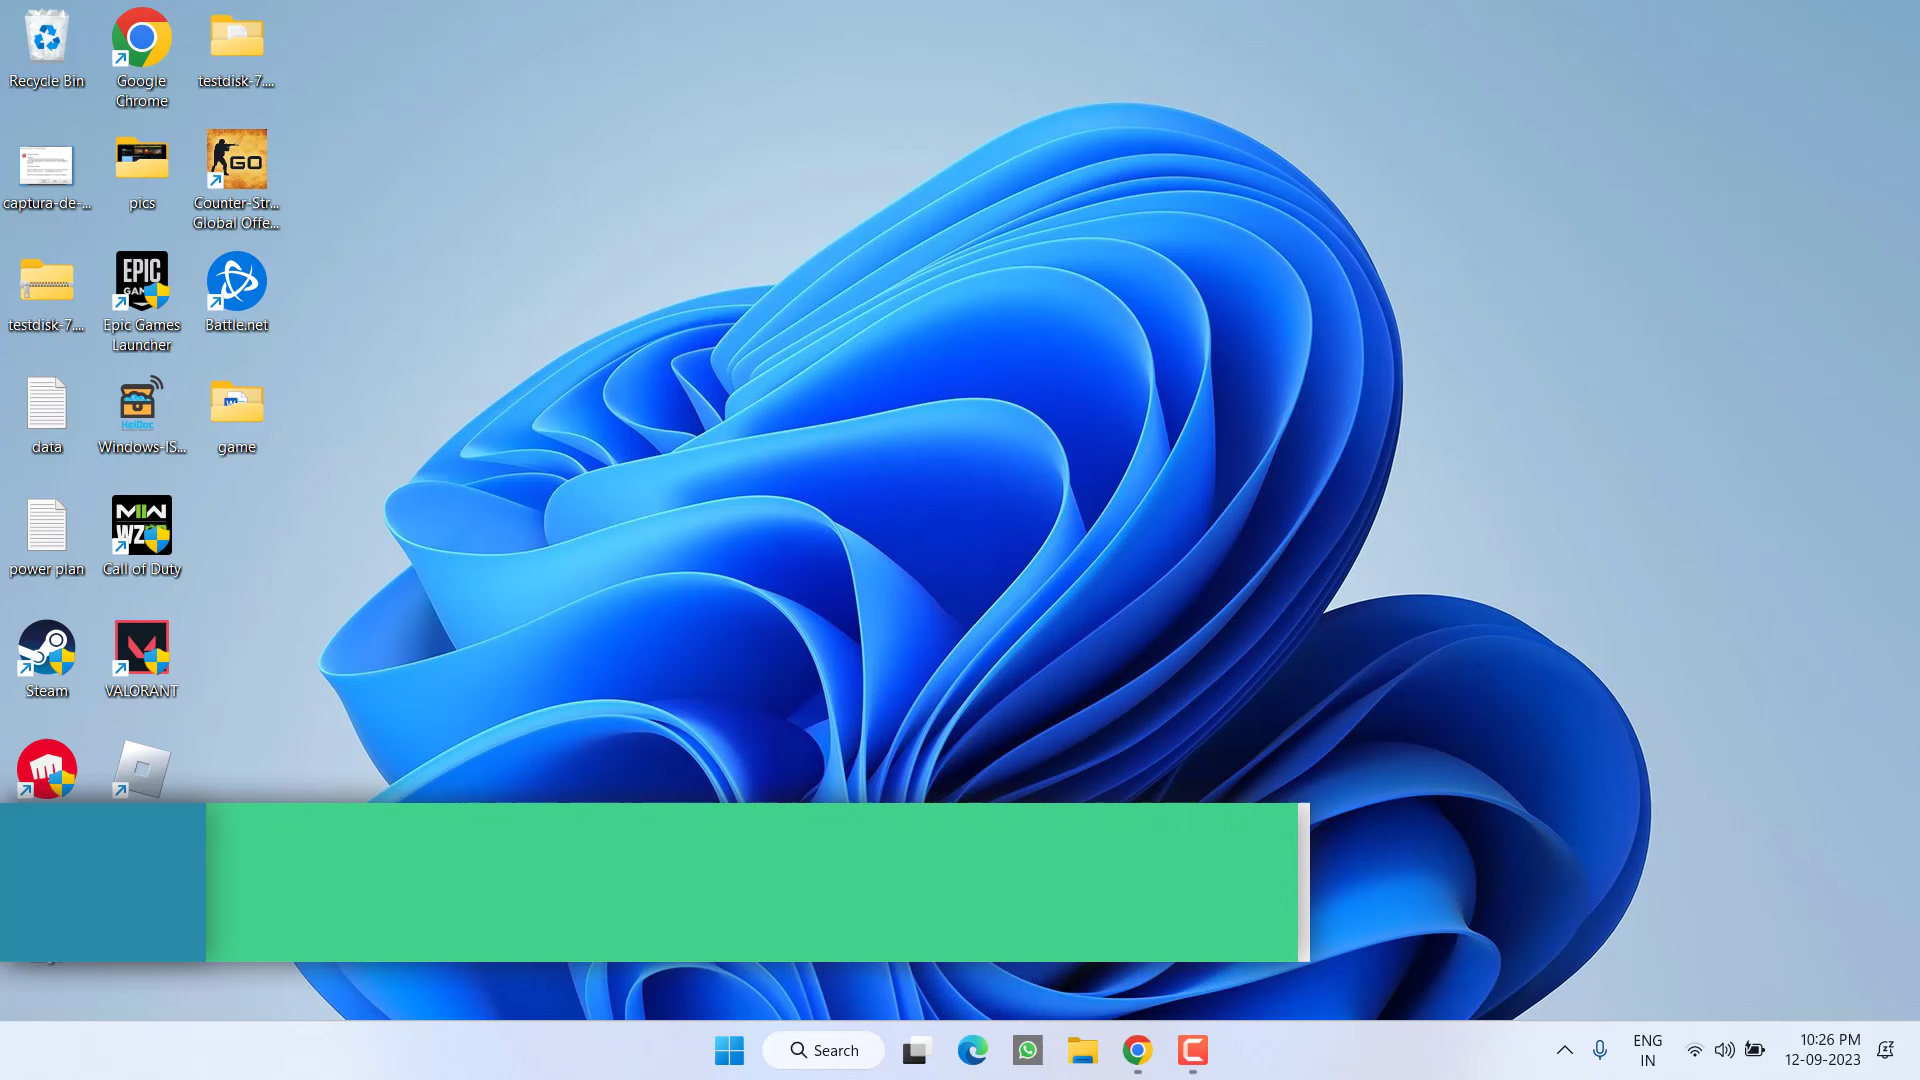 Recycle Bin
Google
Chrome
testdisk-7....
captura-de-...
pics
GO
Counter-Str...
Global Offe...
testdisk-7....
EPIC
Epic Games
Launcher
Battle.net
data
HeiDoc
Windows-IS...
game
power plan
MW
WZ
Call of Duty
Steam
VALORANT
Search
ENG
IN
10:26 PM
12-09-2023